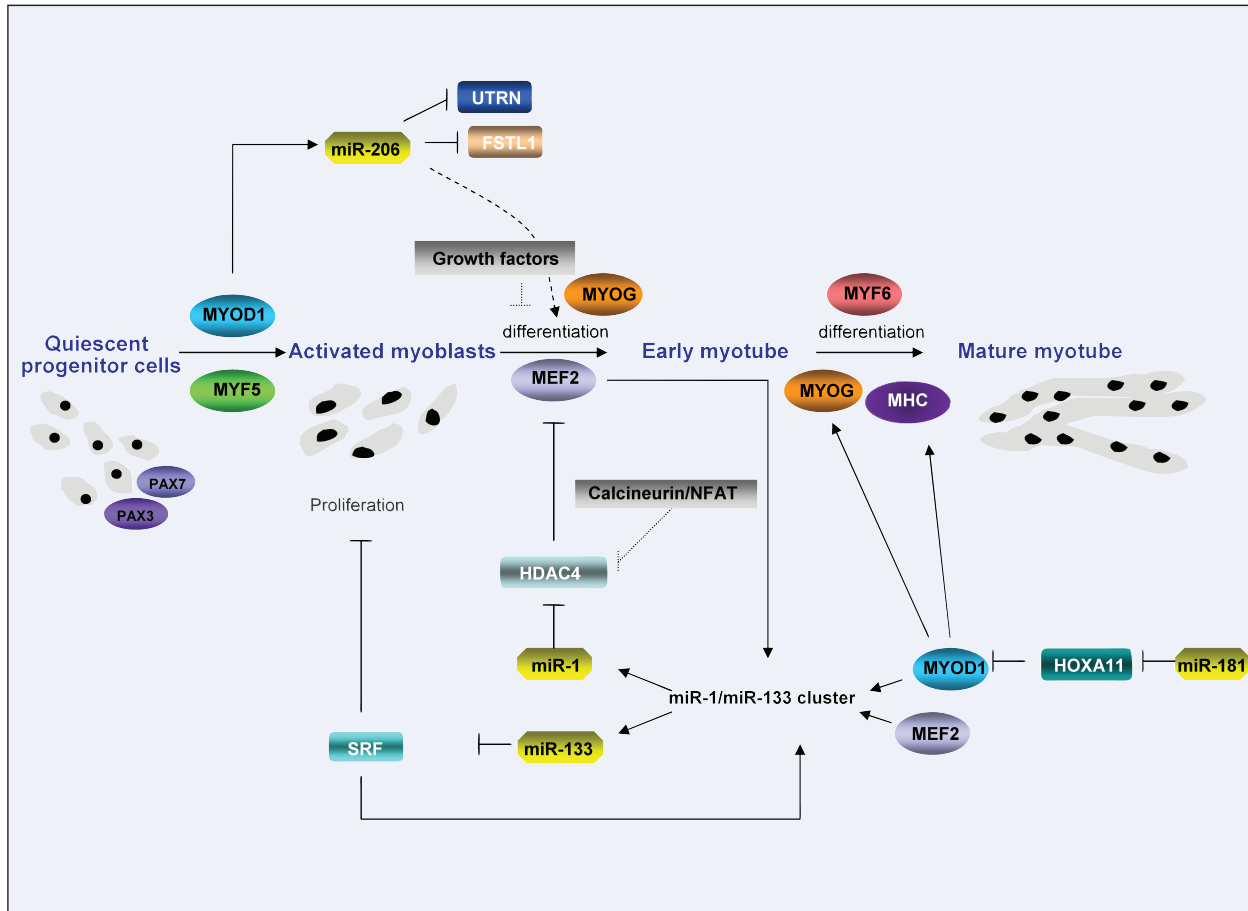 UTRN
miR-206
FSTL1
Growth factors
MYOG
MYF6
MYOD1
differentiation
differentiation
Quiescent
progenitor cells
Activated myoblasts
Early myotube
Mature myotube
MYF5
MEF2
MYOG
MHC
PAX7
PAX3
Proliferation
Calcineurin/NFAT
HDAC4
miR-1
MYOD1
HOXA11
miR-181
miR-1/miR-133 cluster
SRF
miR-133
MEF2